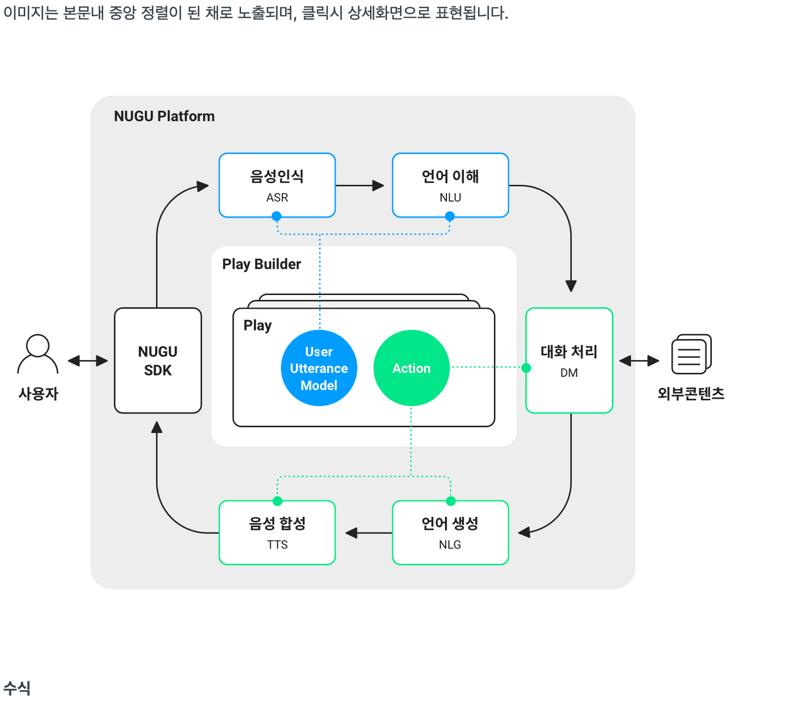 이미지는 본문내 중앙 정렬이 된 채로 노출되며, 클릭시 상세화면으로 표현됩니다.
NUGU Platform
음성인식
ASR
언어 이해
NLU
Play Builder
Play
User
Utterance
Model
Action
NUGU
SDK
대화 처리
DM
사용자
외부콘텐츠
음성 합성
TTS
언어 생성
NLG
수식